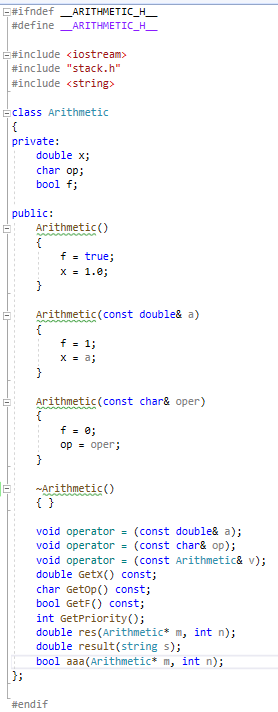 #ifndef __ARITHMETIC_H__
#define __ARITHMETIC_H__
#include <iostream>
#include "stack.h"
#include <string>
class Arithmetic
{
private:
double x;
char op;
bool f;
public:
Arithmetic()
{
f = true;
x = 1.0;
}
Arithmetic(const double& a)
{
f = 1;
x = a;
}
Arithmetic(const char& oper)
{
f = 0;
op = oper;
}
~Arithmetic()
{ }
void operator = (const double& a);
void operator = (const char& op);
void operator = (const Arithmetic& v);
double GetX() const;
char GetOp() const;
bool GetF() const;
int GetPriority();
double res(Arithmetic* m, int n);
double result(string s);
bool aaa(Arithmetic* m, int n);
};
#endif